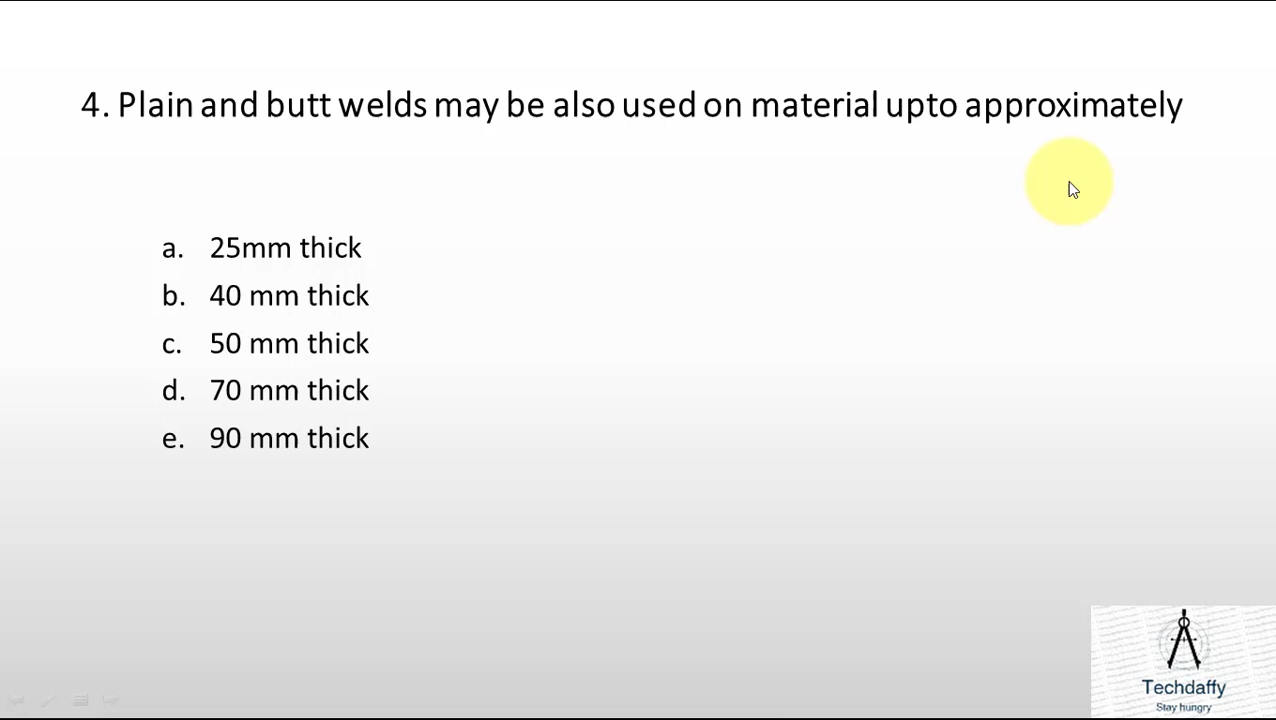 4. Plain and butt welds may be also used on material upto approximately
a. 25mm thick
b. 40 mm thick
c. 50 mm thick
d. 70 mm thick
e. 90 mm thick
Techdaffy
Stay hungry